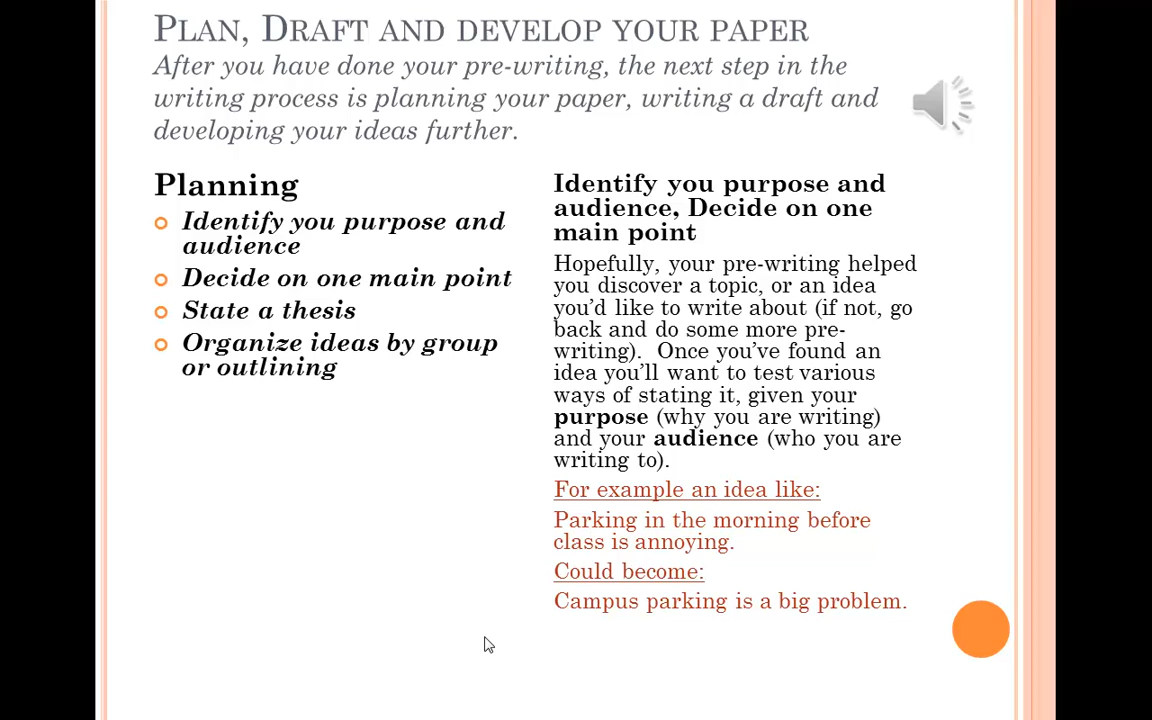 PLAN, DRAFT AND DEVELOP YOUR PAPER
After you have done your pre-writing, the next step in the
writing process is planning your paper, writing a draft and
developing your ideas further.
Planning
Identify you purpose and
audience
Decide on one main point
State a thesis
Organize ideas by group
or outlining
Identify you purpose and
audience, Decide on one
main point
Hopefully, your pre-writing helped
you discover a topic, or an idea
you'd like to write about (if not, go
back and do some more pre-
writing). Once you've found an
idea you'll want to test various
ways of stating it, given your
purpose (why you are writing)
and your audience (who you are
writing to).
For example an idea like:
Parking in the morning before
class is annoying.
Could become:
Campus parking is a big problem.